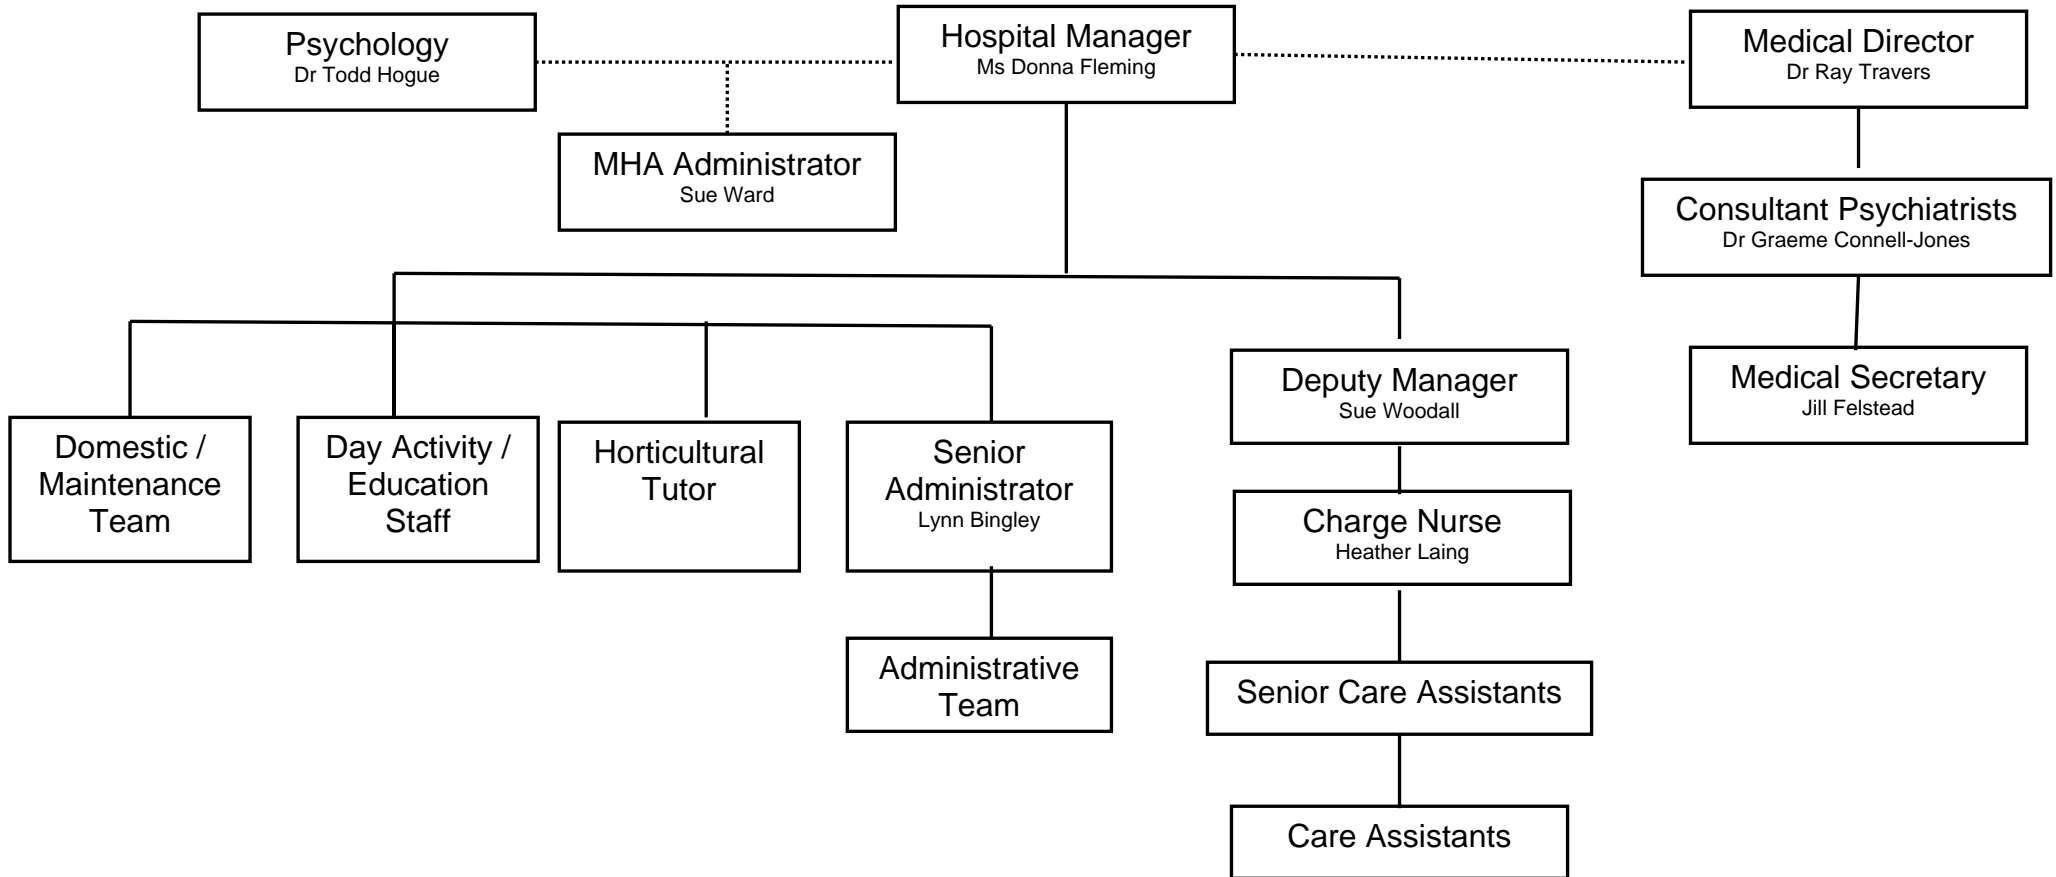 Psychology
Dr Todd Hogue
Hospital Manager
Ms Donna Fleming
Medical Director
Dr Ray Travers
MHA Administrator
Sue Ward
Consultant Psychiatrists
Dr Graeme Connell-Jones
Deputy Manager
Sue Woodall
Medical Secretary
Jill Felstead
Domestic /
Maintenance
Team
Day Activity /
Education
Staff
Horticultural
Tutor
Senior
Administrator
Lynn Bingley
Charge Nurse
Heather Laing
Administrative
Team
Senior Care Assistants
Care Assistants